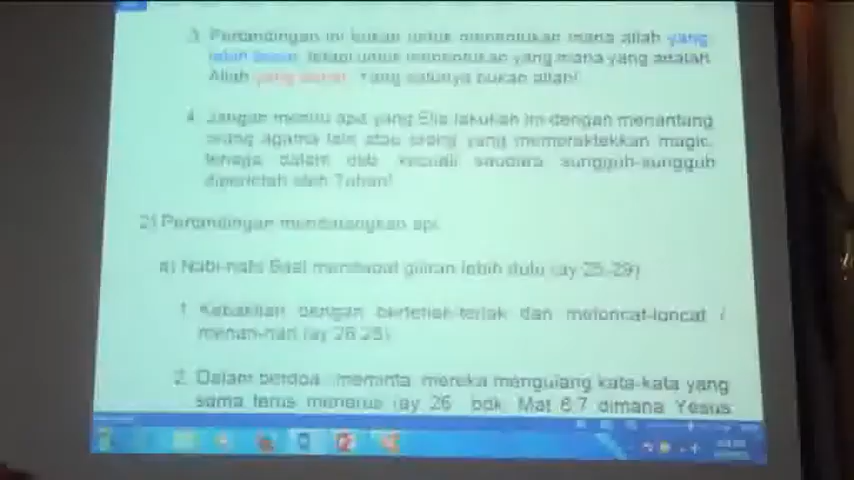 3. Pertandingan ini bukan untuk menentukan mana allah yang
lebih besar, tetapi untuk menentukan yang mana yang adalah
Allah yang benar. Yang satunya bukan allah!
4. Jangan meniru apa yang Elia lakukan ini dengan menantang
orang agama lain atau orang yang mempraktekkan magic,
tenaga dalam dsb, kecuali saudara sungguh-sungguh
diperintah oleh Tuhan!
2) Pertandingan mendatangkan api.
a) Nabi-nabi Baal mendapat giliran lebih dulu (ay 25-29)
1. Kebaktian dengan berteriak-teriak dan meloncat-loncat /
menari-nari (ay
2. Dalam berdoa / meminta, mereka mengulang kata-kata yang
sama terus menerus (ay 26 bdk. Mat 6:7 dimana Yesus